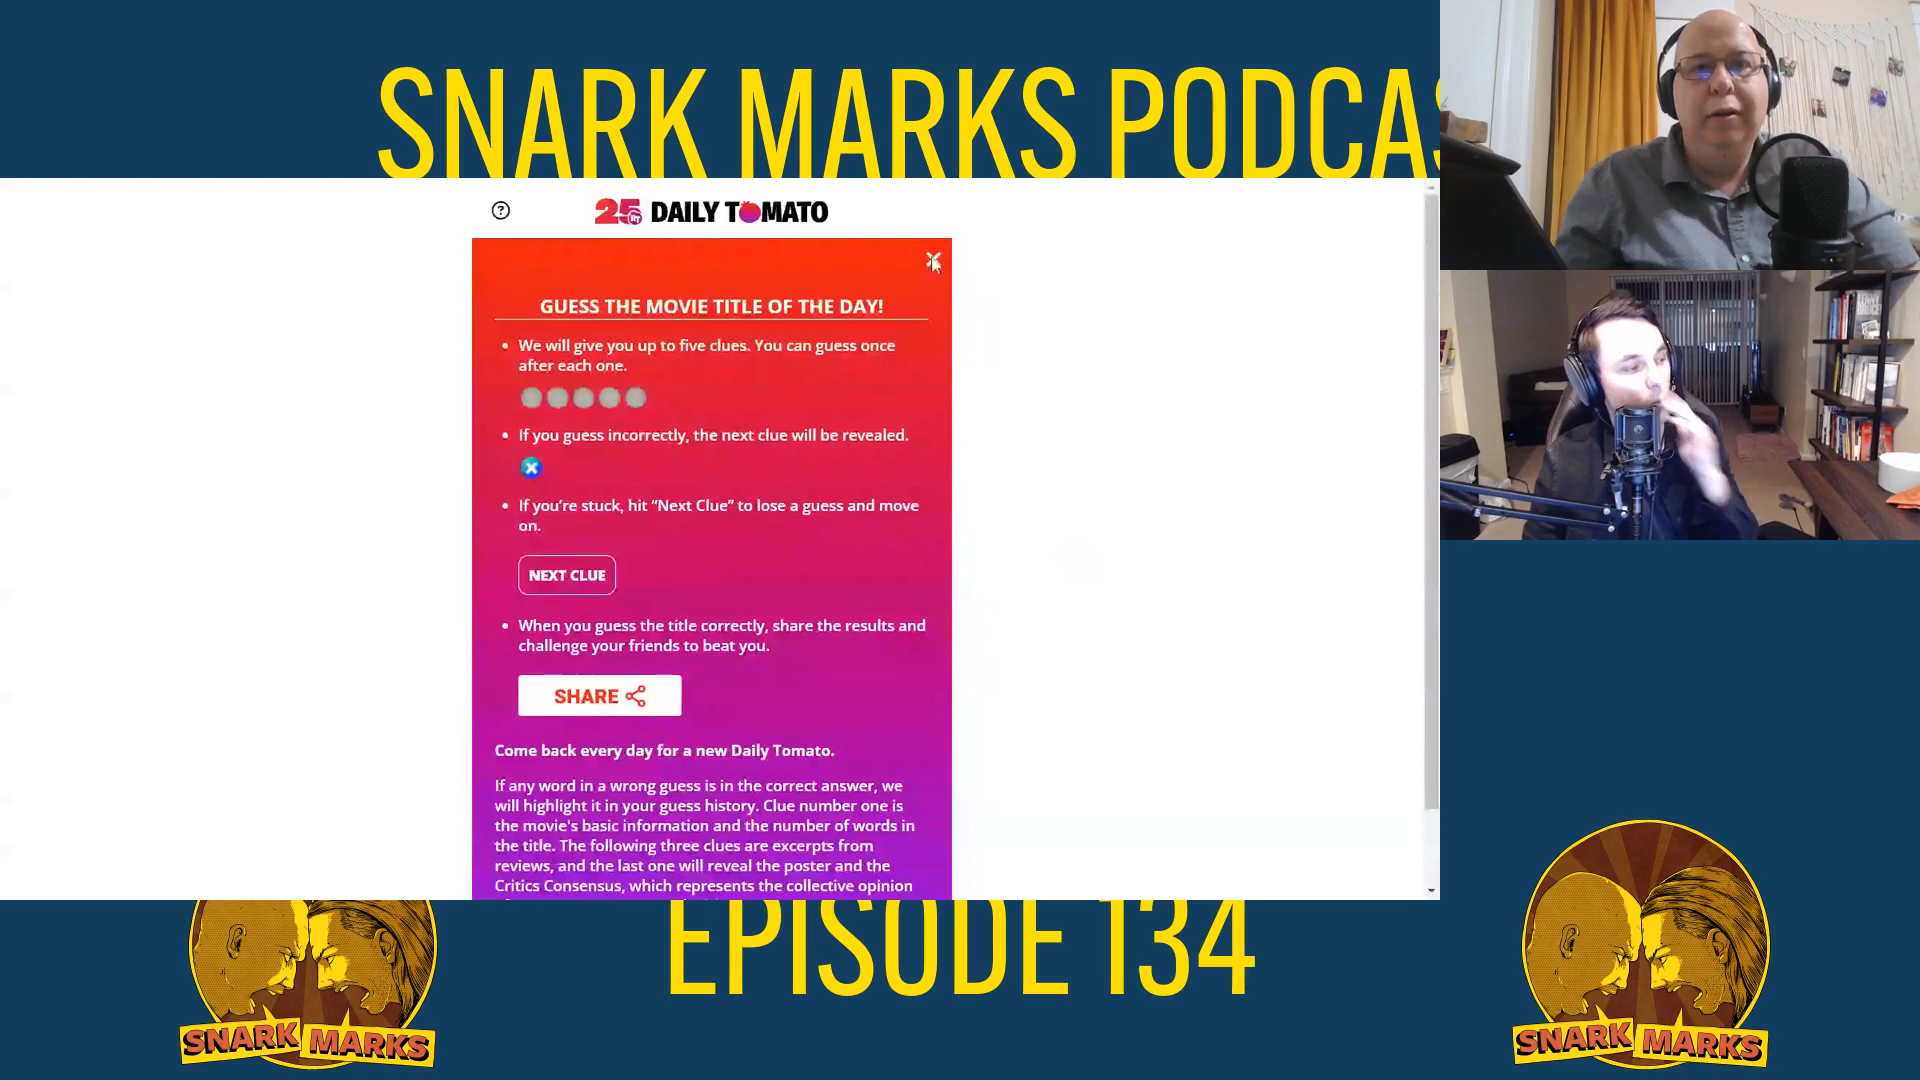 SNARK MARKS PODCAS
25 RT DAILY TOMATO
GUESS THE MOVIE TITLE OF THE DAY!
• We will give you up to five clues. You can guess once
after each one.
• If you guess incorrectly, the next clue will be revealed.
• If you’re stuck, hit “Next Clue” to lose a guess and move
on.
NEXT CLUE
• When you guess the title correctly, share the results and
challenge your friends to beat you.
SHARE
Come back every day for a new Daily Tomato.
If any word in a wrong guess is in the correct answer, we
will highlight it in your guess history. Clue number one is
the movie's basic information and the number of words in
the title. The following three clues are excerpts from
reviews, and the last one will reveal the poster and the
Critics Consensus, which represents the collective opinion
EPISODE 134
SNARK MARKS
SNARK MARKS